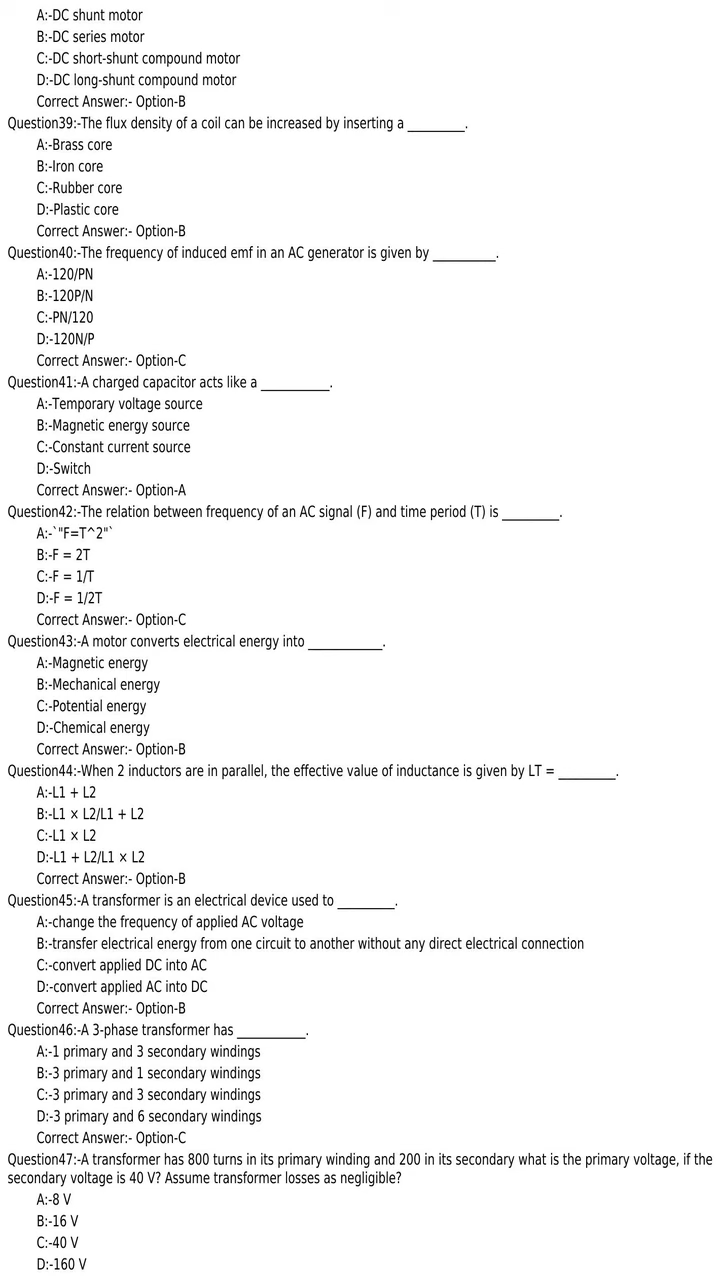 A:-DC shunt motor
B:-DC series motor
C:-DC short-shunt compound motor
D:-DC long-shunt compound motor
Correct Answer:- Option-B
Question39:-The flux density of a coil can be increased by inserting a _________.
A:-Brass core
B:-Iron core
C:-Rubber core
D:-Plastic core
Correct Answer:- Option-B
Question40:-The frequency of induced emf in an AC generator is given by __________.
A:-120/PN
B:-120P/N
C:-PN/120
D:-120N/P
Correct Answer:- Option-C
Question41:-A charged capacitor acts like a ___________.
A:-Temporary voltage source
B:-Magnetic energy source
C:-Constant current source
D:-Switch
Correct Answer:- Option-A
Question42:-The relation between frequency of an AC signal (F) and time period (T) is _________.
A:-`"F=T^2"`
B:-F = 2T
C:-F = 1/T
D:-F = 1/2T
Correct Answer:- Option-C
Question43:-A motor converts electrical energy into ____________.
A:-Magnetic energy
B:-Mechanical energy
C:-Potential energy
D:-Chemical energy
Correct Answer:- Option-B
Question44:-When 2 inductors are in parallel, the effective value of inductance is given by LT = _________.
A:-L1 + L2
B:-L1 × L2/L1 + L2
C:-L1 × L2
D:-L1 + L2/L1 × L2
Correct Answer:- Option-B
Question45:-A transformer is an electrical device used to _________.
A:-change the frequency of applied AC voltage
B:-transfer electrical energy from one circuit to another without any direct electrical connection
C:-convert applied DC into AC
D:-convert applied AC into DC
Correct Answer:- Option-B
Question46:-A 3-phase transformer has ___________.
A:-1 primary and 3 secondary windings
B:-3 primary and 1 secondary windings
C:-3 primary and 3 secondary windings
D:-3 primary and 6 secondary windings
Correct Answer:- Option-C
Question47:-A transformer has 800 turns in its primary winding and 200 in its secondary what is the primary voltage, if the
secondary voltage is 40 V? Assume transformer losses as negligible?
A:-8 V
B:-16 V
C:-40 V
D:-160 V